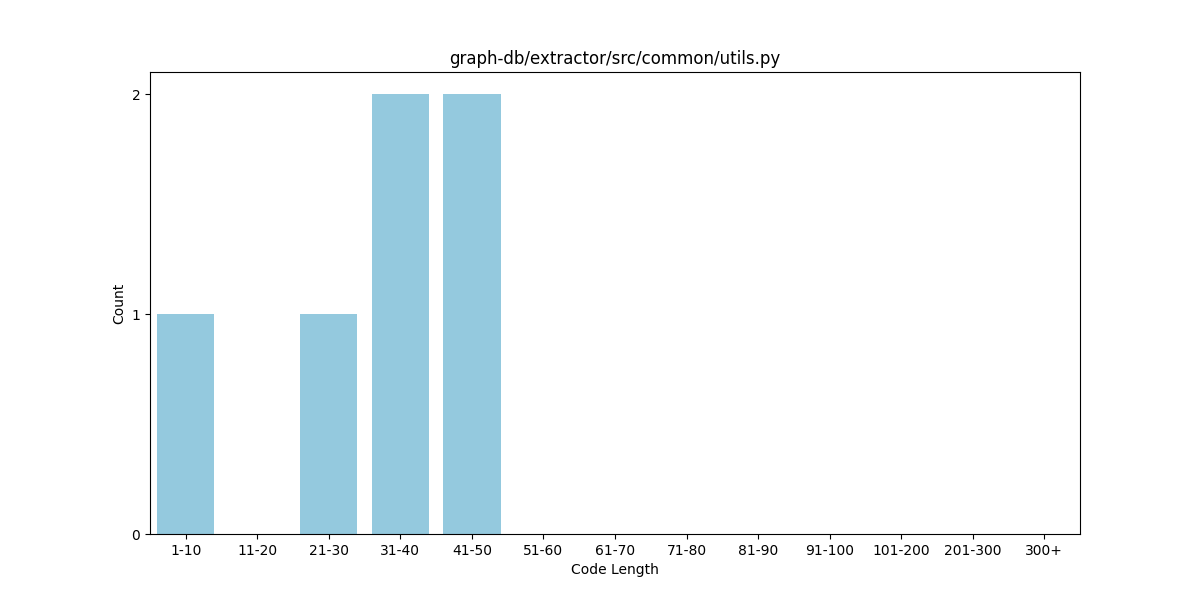 graph-db/extractor/src/common/utils.py
Count
2
1
0
1-10 11-20 21-30 31-40 41-50 51-60 61-70 71-80 81-90 91-100 101-200 201-300 300+
Code Length